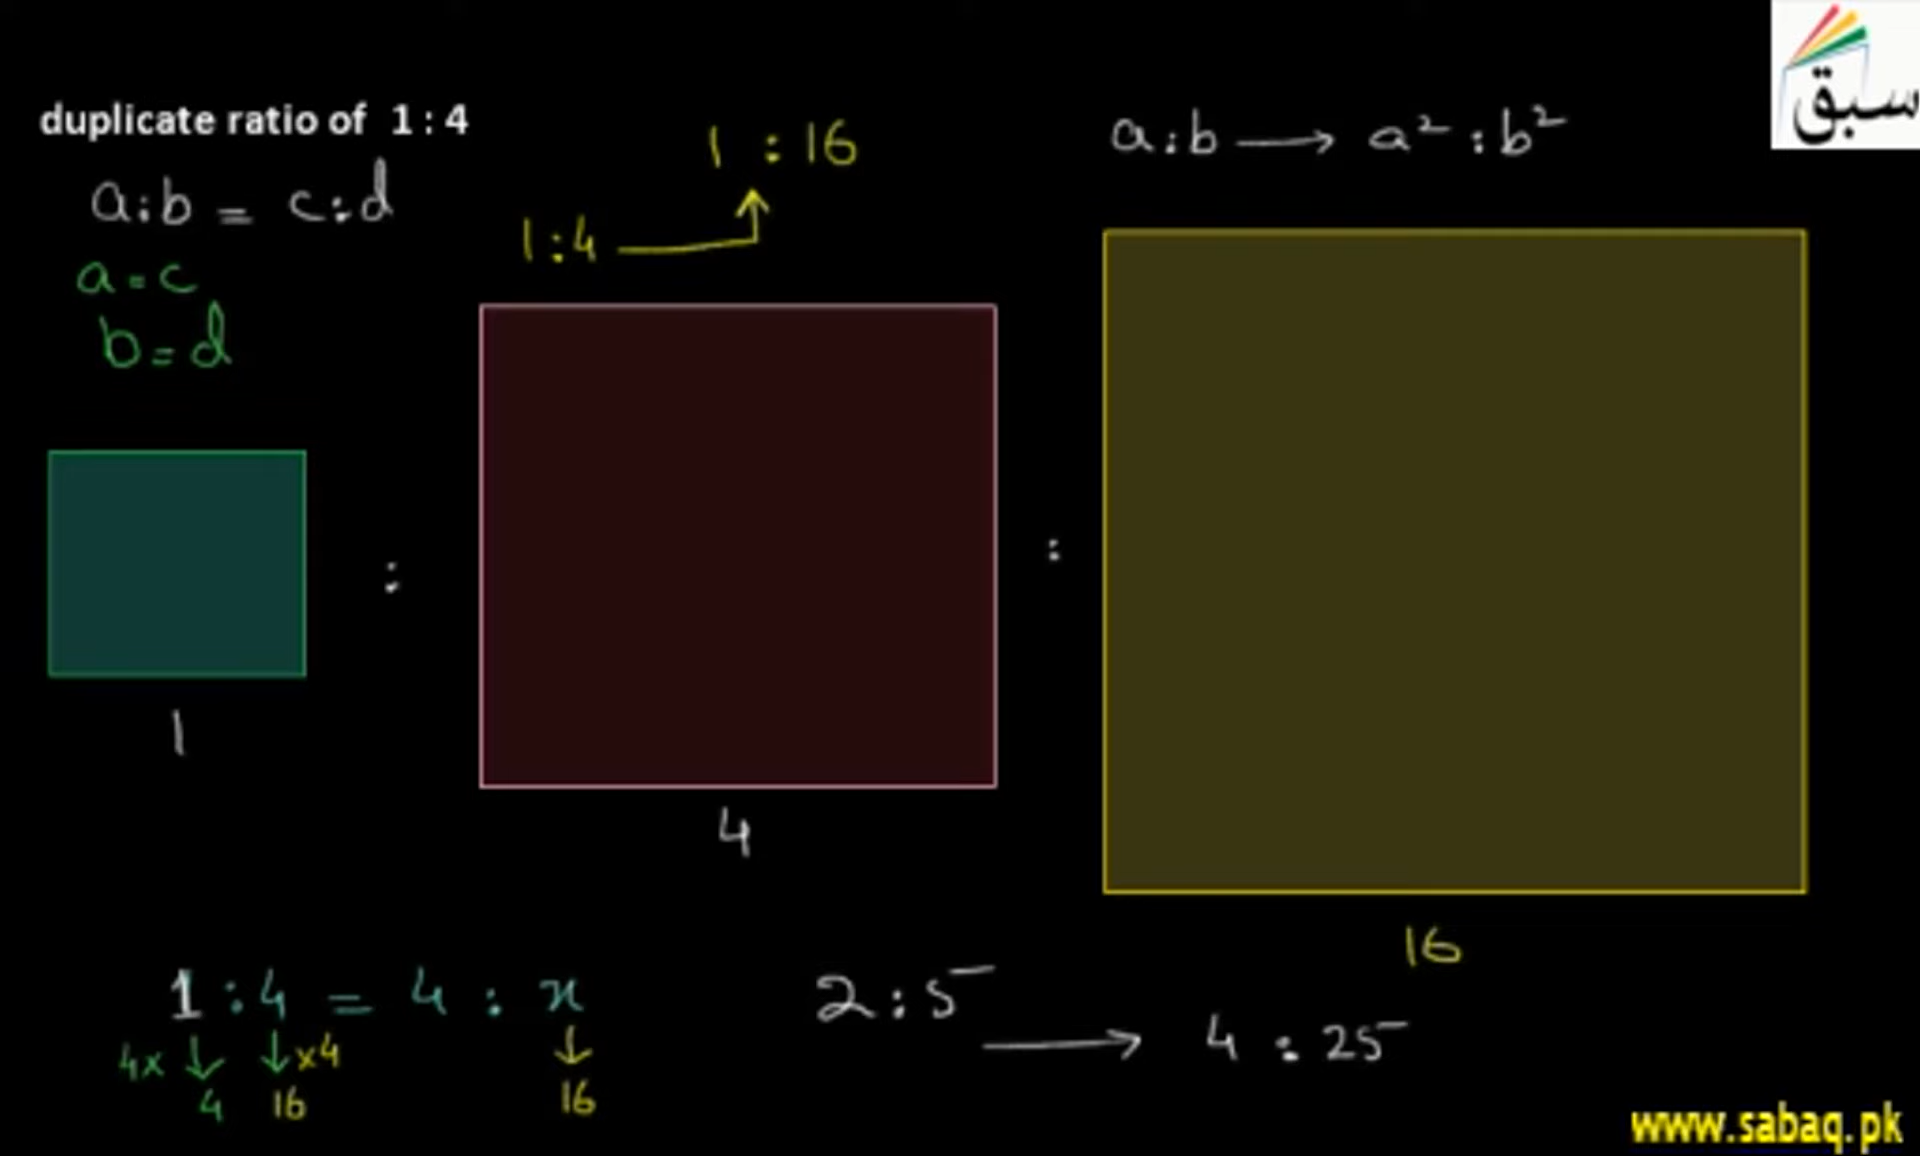 سبق
duplicate ratio of 1 : 4
1 : 16
a:b → a² : b²
a:b = c:d
1:4
a = c
b = d
:
:
1
4
16
1 : 4 = 4 : x
2:5
4x ↓ ↓ x4 ↓
→ 4 : 25
4 16 16
www.sabaq.pk